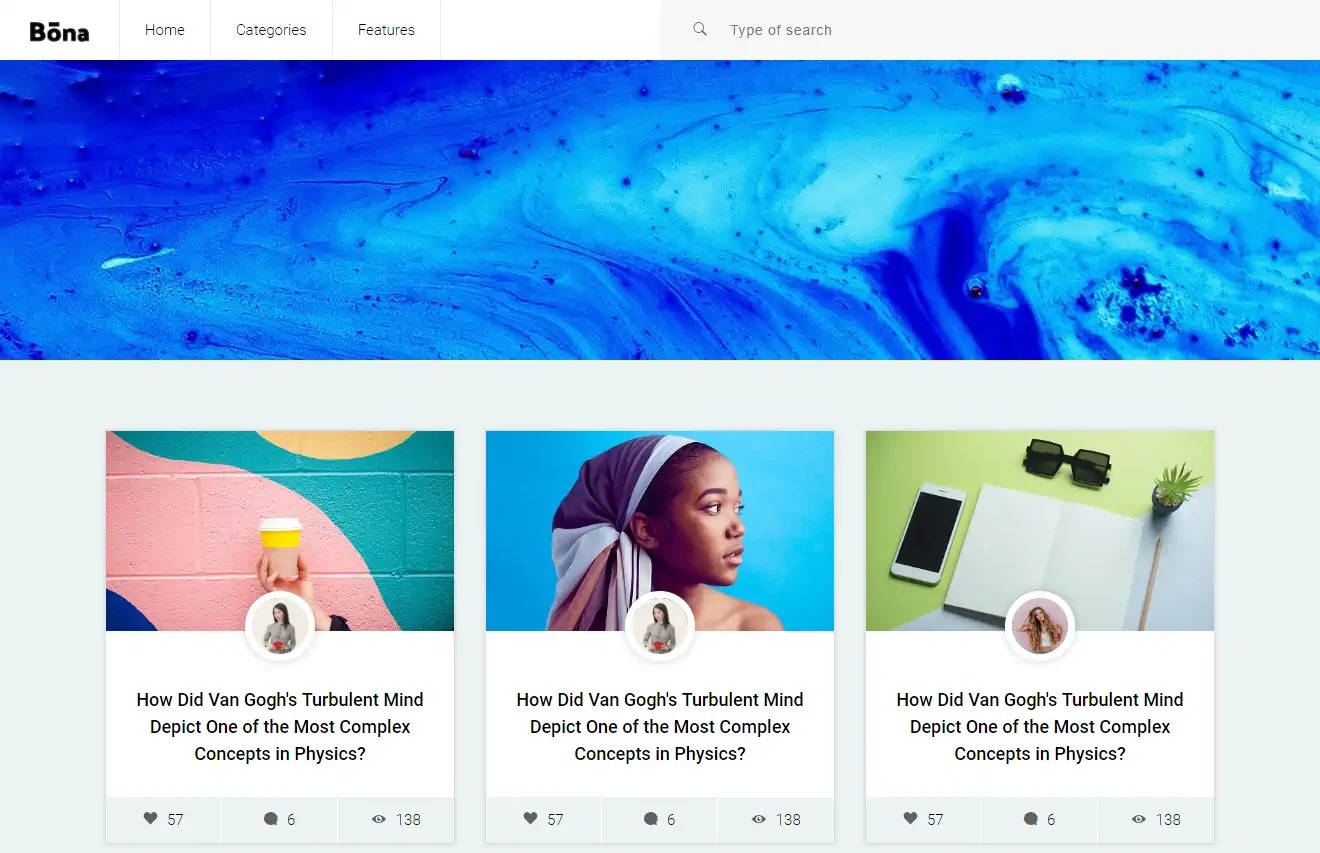 Bōna
Home
Categories
Features
Type of search
How Did Van Gogh's Turbulent Mind
Depict One of the Most Complex
Concepts in Physics?
57
6
138
How Did Van Gogh's Turbulent Mind
Depict One of the Most Complex
Concepts in Physics?
57
6
138
How Did Van Gogh's Turbulent Mind
Depict One of the Most Complex
Concepts in Physics?
57
6
138